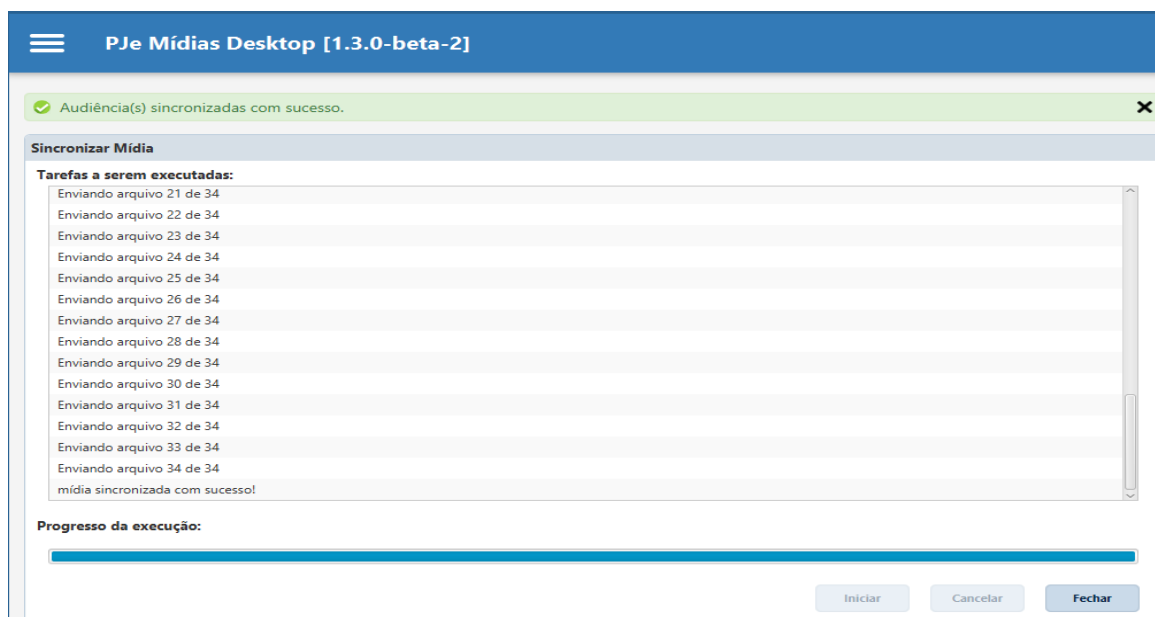 PJe Mídias Desktop [1.3.0-beta-2]
Audiência(s) sincronizadas com sucesso.
Sincronizar Mídia
Tarefas a serem executadas:
Enviando arquivo 21 de 34
Enviando arquivo 22 de 34
Enviando arquivo 23 de 34
Enviando arquivo 24 de 34
Enviando arquivo 25 de 34
Enviando arquivo 26 de 34
Enviando arquivo 27 de 34
Enviando arquivo 28 de 34
Enviando arquivo 29 de 34
Enviando arquivo 30 de 34
Enviando arquivo 31 de 34
Enviando arquivo 32 de 34
Enviando arquivo 33 de 34
Enviando arquivo 34 de 34
mídia sincronizada com sucesso!
Progresso da execução:
Iniciar Cancelar Fechar